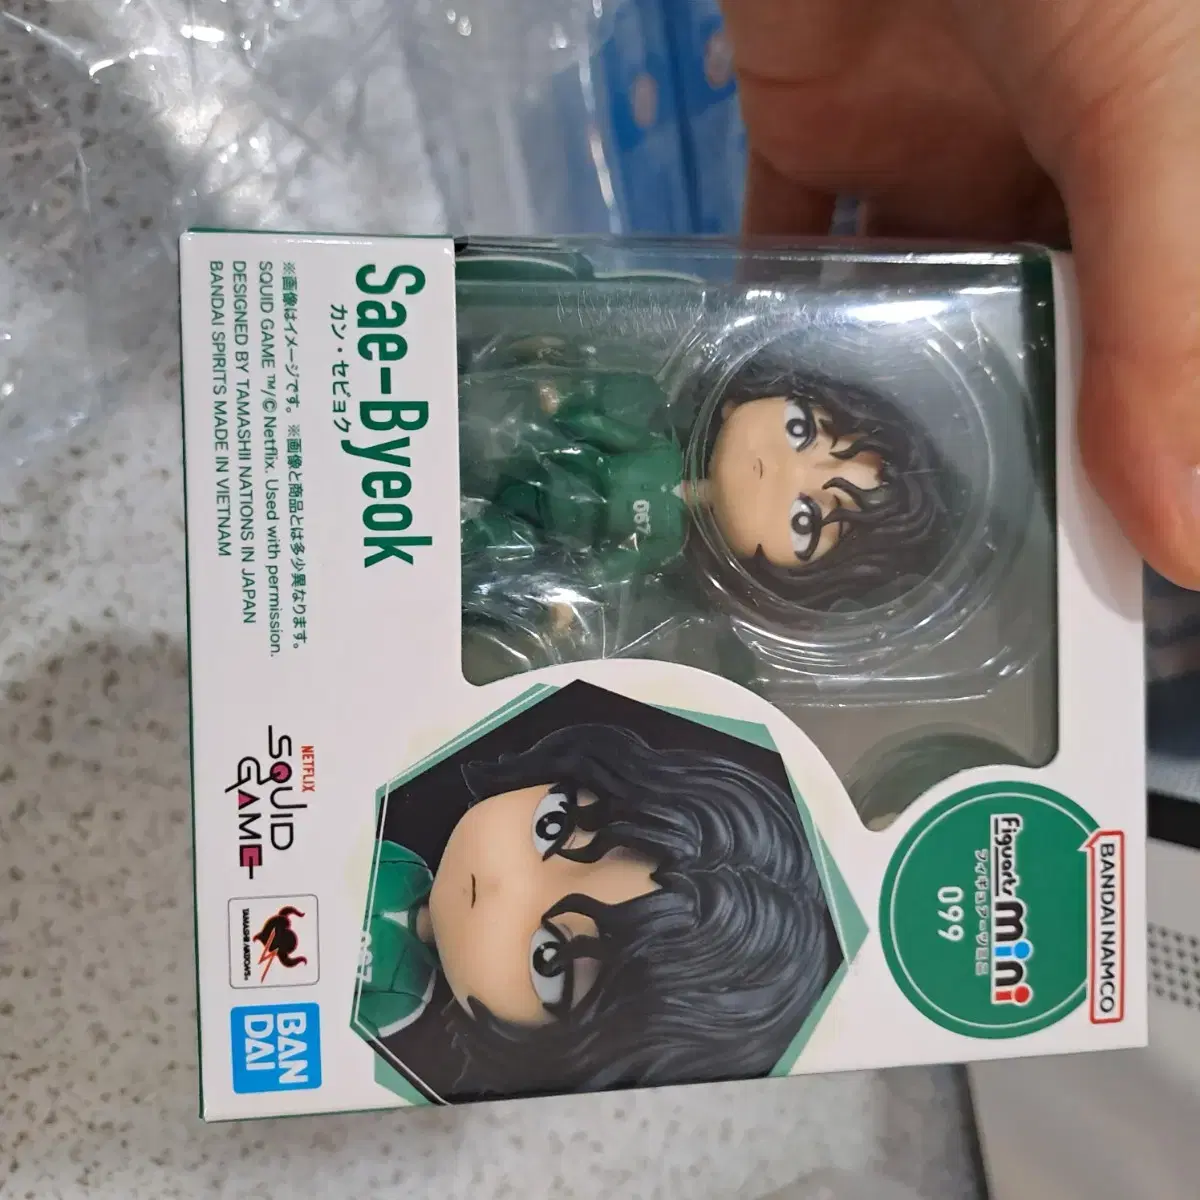 BANDAI NAMCO
Figuarts mini
フィギュアーツミニ
099
067
067
Sae-Byeok
カン・セビョク
※画像はイメージです。 ※画像と商品とは多少異なります。
SQUID GAME ™/© Netflix. Used with permission.
DESIGNED BY TAMASHII NATIONS IN JAPAN
BANDAI SPIRITS MADE IN VIETNAM
NETFLIX
SQUID
GAME
TAMASHII NATIONS
BAN
DAI